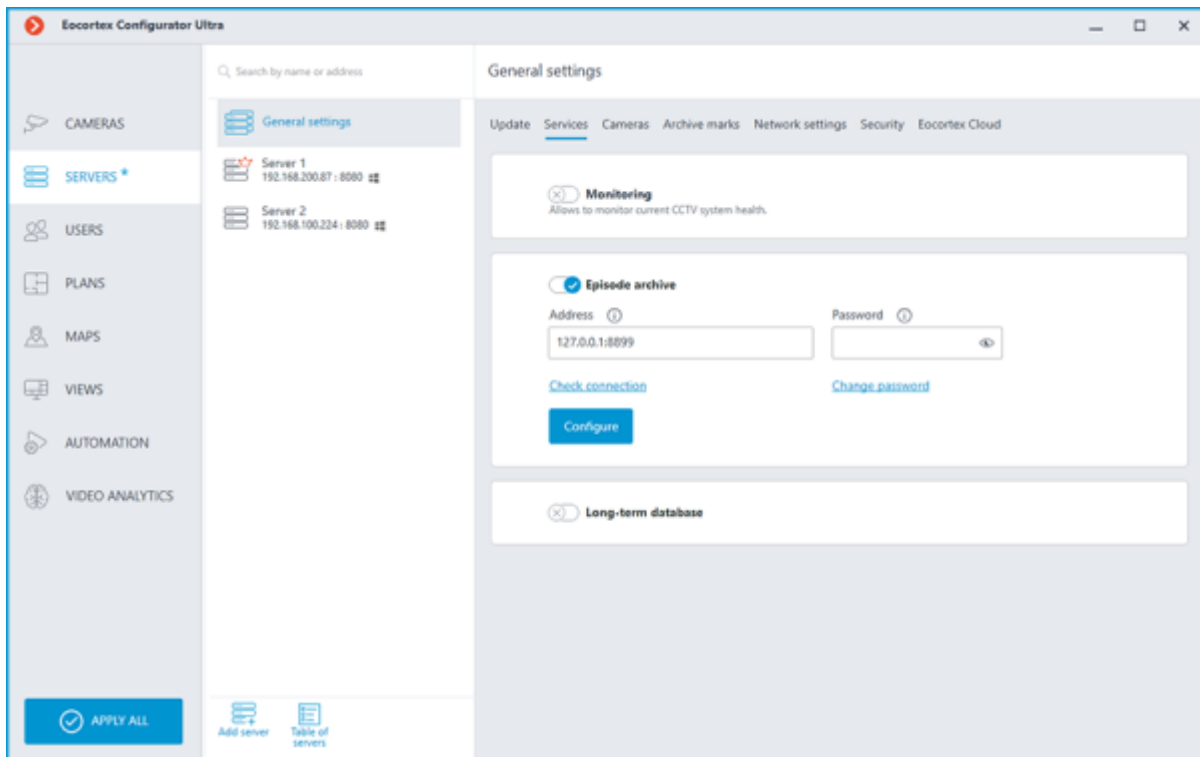 Eocortex Configurator Ultra
Search by name or address
General settings
CAMERAS
SERVERS *
USERS
PLANS
MAPS
VIEWS
AUTOMATION
VIDEO ANALYTICS
APPLY ALL
General settings
Server 1
192.168.200.87 : 8080
Server 2
192.168.100.224 : 8080
Add server
Table of
servers
Update Services Cameras Archive marks Network settings Security Eocortex Cloud
Monitoring
Allows to monitor current CCTV system health.
Episode archive
Address Password
127.0.0.1:8899
Check connection Change password
Configure
Long-term database